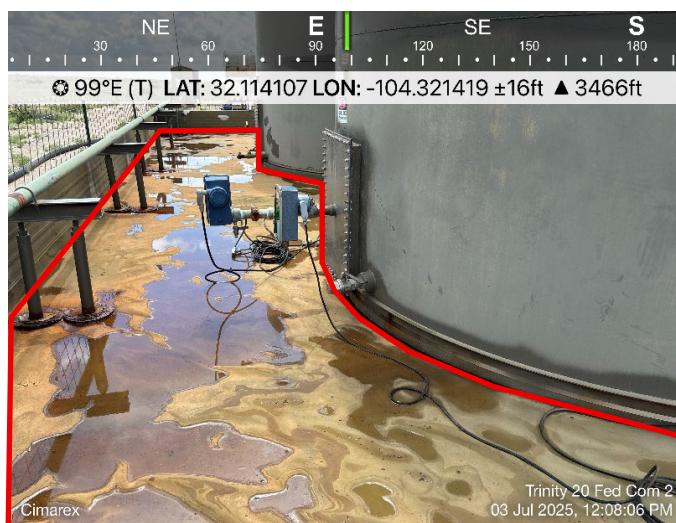 NE E SE S
30 60 90 120 150 180
99°E (T) LAT: 32.114107 LON: -104.321419 ±16ft ▲ 3466ft
Trinity 20 Fed Com 2
Cimarex 03 Jul 2025, 12:08:06 PM